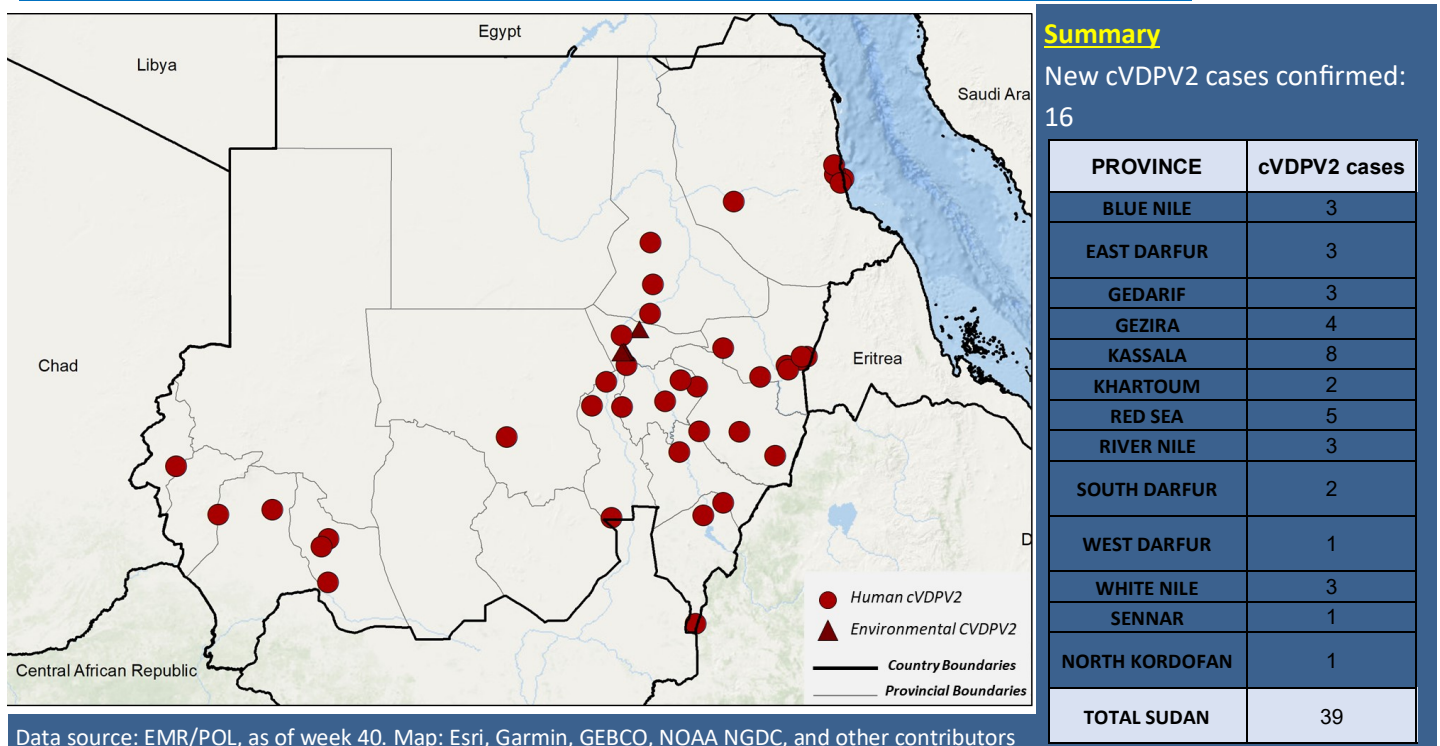 Egypt
Libya
Saudi Ara
Chad
Eritrea
D
Central African Republic
Human cVDPV2
Environmental CVDPV2
Country Boundaries
Provincial Boundaries
Data source: EMR/POL, as of week 40. Map: Esri, Garmin, GEBCO, NOAA NGDC, and other contributors
Summary
New cVDPV2 cases confirmed:
16
PROVINCE cVDPV2 cases
BLUE NILE 3
EAST DARFUR 3
GEDARIF 3
GEZIRA 4
KASSALA 8
KHARTOUM 2
RED SEA 5
RIVER NILE 3
SOUTH DARFUR 2
WEST DARFUR 1
WHITE NILE 3
SENNAR 1
NORTH KORDOFAN 1
TOTAL SUDAN 39